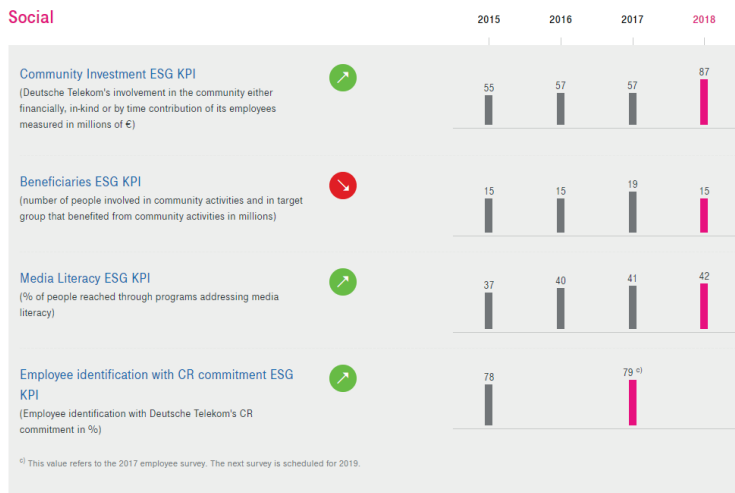 Social
2015 2016 2017 2018
Community Investment ESG KPI
(Deutsche Telekom's involvement in the community either
financially, in-kind or by time contribution of its employees
measured in millions of €)
55 57 57 87
Beneficiaries ESG KPI
(number of people involved in community activities and in target
group that benefited from community activities in millions)
15 15 19 15
Media Literacy ESG KPI
(% of people reached through programs addressing media
literacy)
37 40 41 42
Employee identification with CR commitment ESG
KPI
(Employee identification with Deutsche Telekom's CR
commitment in %)
78 79 c)
c) This value refers to the 2017 employee survey. The next survey is scheduled for 2019.